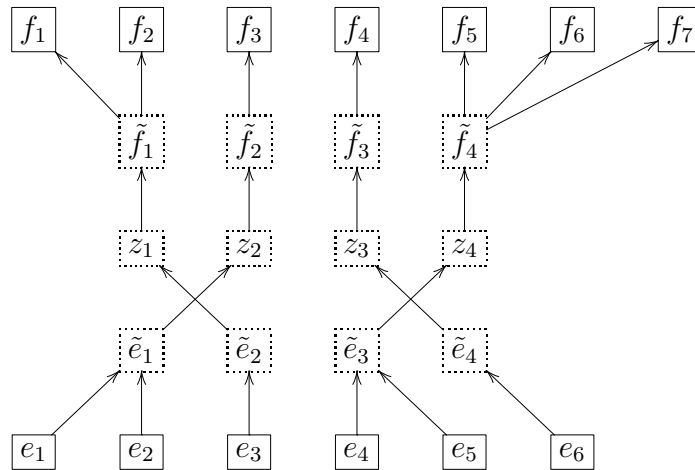 f₁ f₂ f₃ f₄ f₅ f₆ f₇
f̃₁ f̃₂ f̃₃ f̃₄
z₁ z₂ z₃ z₄
ẽ₁ ẽ₂ ẽ₃ ẽ₄
e₁ e₂ e₃ e₄ e₅ e₆